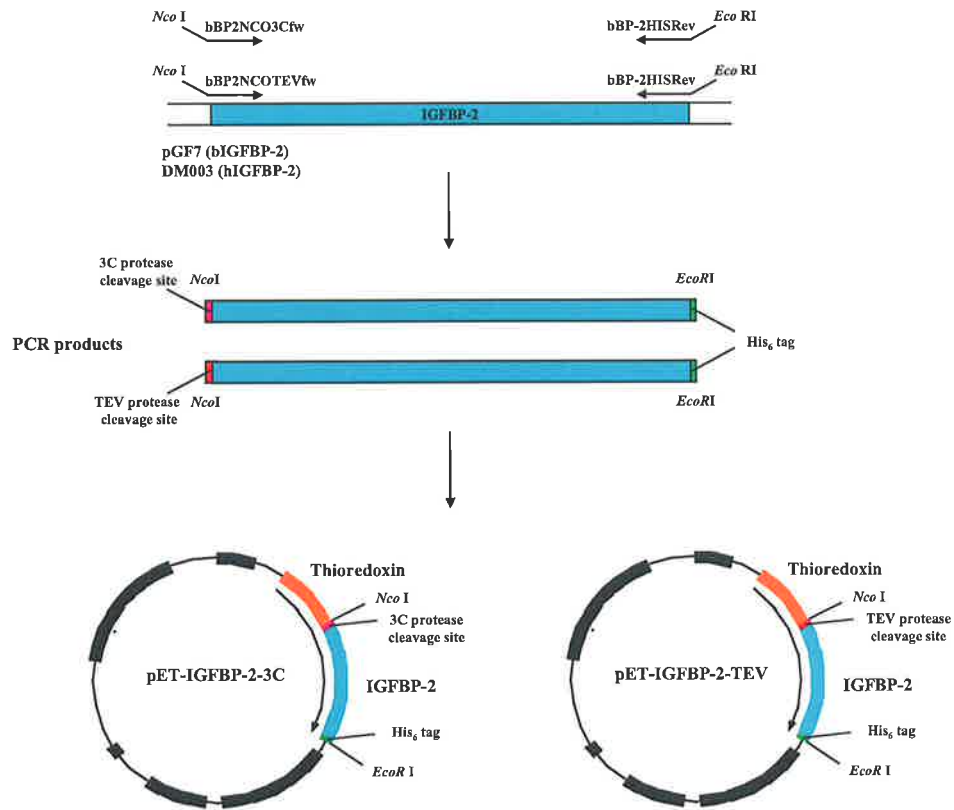 Nco I
bBP2NCO3Cfw
bBP-2HISRev
Eco RI
Nco I
bBP2NCOTEVfw
bBP-2HISRev
Eco RI
IGFBP-2
pGF7 (bIGFBP-2)
DM003 (hIGFBP-2)
3C protease
cleavage site
NcoI
EcoRI
PCR products
His6 tag
TEV protease
cleavage site
NcoI
EcoRI
Thioredoxin
Nco I
3C protease
cleavage site
pET-IGFBP-2-3C
IGFBP-2
His6 tag
EcoR I
Thioredoxin
Nco I
TEV protease
cleavage site
pET-IGFBP-2-TEV
IGFBP-2
His6 tag
EcoR I